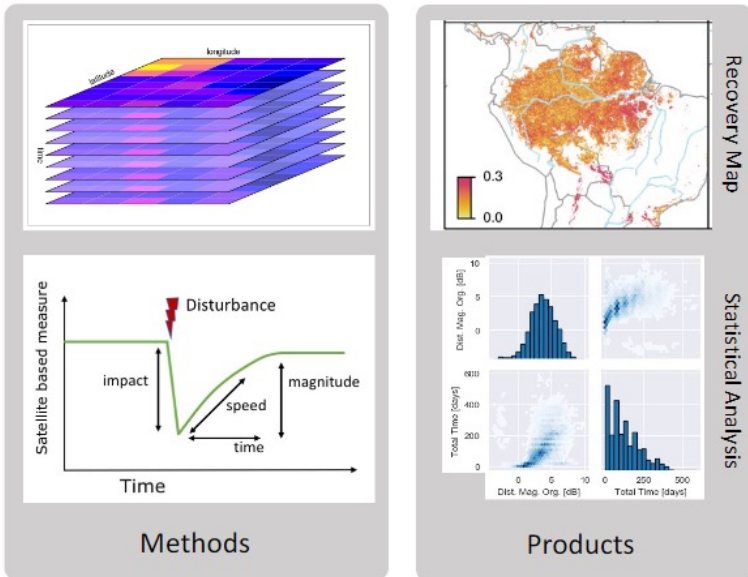 longitude
latitude
time
Satellite based measure
Disturbance
impact
speed
magnitude
time
Time
Methods
Recovery Map
0.3
0.0
Statistical Analysis
Dist. Mag. Org. [dB]
10
5
0
Total Time [days]
600
400
200
0
0 5 10
Dist. Mag. Org. [dB]
0 250 500
Total Time [days]
Products